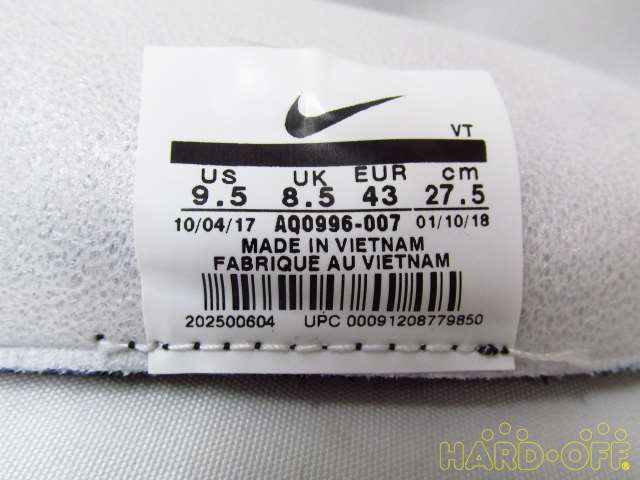 VT
US UK EUR cm
9.5 8.5 43 27.5
10/04/17 AQ0996-007 01/10/18
MADE IN VIETNAM
FABRIQUE AU VIETNAM
202500604 UPC 00091208779850
HARD·OFF